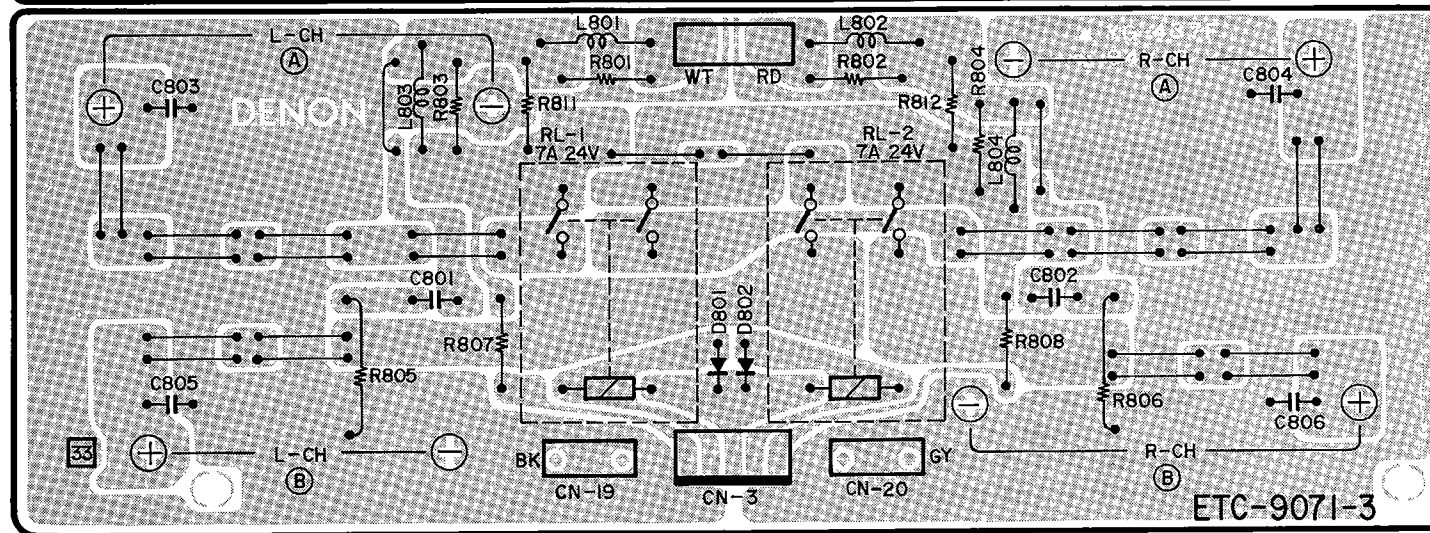 L801
L802
L-CH
R-CH
A
A
R801
R802
WT
RD
C803
C804
DENON
L803
R803
R811
R812
R804
L804
RL-1
7A 24V
RL-2
7A 24V
C801
C802
D801
D802
R807
R808
R805
R806
C805
C806
33
L-CH
B
BK
GY
R-CH
B
CN-19
CN-3
CN-20
ETC-9071-3